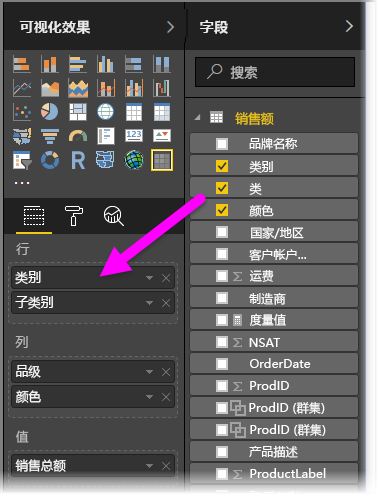 可视化效果
行
类别
子类别
列
品级
颜色
值
销售总额
字段
搜索
销售额
品牌名称
类别
类
颜色
国家/地区
客户帐户...
运费
制造商
度量值
NSAT
OrderDate
ProdID
ProdID (群集)
ProdID (群集)
产品描述
ProductLabel